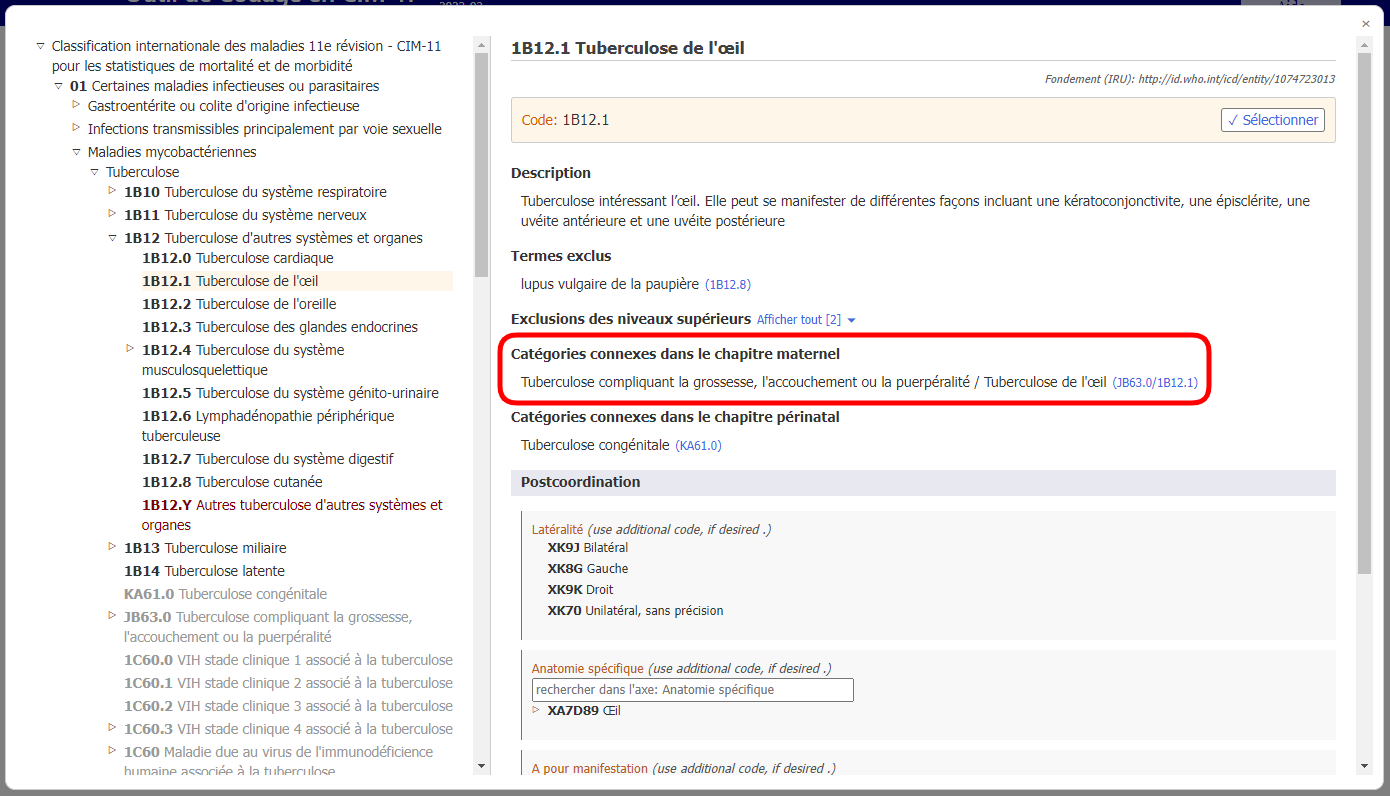 Outil de Codage en CIM-11
×
Classification internationale des maladies 11e révision - CIM-11
pour les statistiques de mortalité et de morbidité
01 Certaines maladies infectieuses ou parasitaires
Gastroentérite ou colite d'origine infectieuse
Infections transmissibles principalement par voie sexuelle
Maladies mycobactériennes
Tuberculose
1B10 Tuberculose du système respiratoire
1B11 Tuberculose du système nerveux
1B12 Tuberculose d'autres systèmes et organes
1B12.0 Tuberculose cardiaque
1B12.1 Tuberculose de l'œil
1B12.2 Tuberculose de l'oreille
1B12.3 Tuberculose des glandes endocrines
1B12.4 Tuberculose du système
musculosquelettique
1B12.5 Tuberculose du système génito-urinaire
1B12.6 Lymphadénopathie périphérique
tuberculeuse
1B12.7 Tuberculose du système digestif
1B12.8 Tuberculose cutanée
1B12.Y Autres tuberculose d'autres systèmes et
organes
1B13 Tuberculose miliaire
1B14 Tuberculose latente
KA61.0 Tuberculose congénitale
JB63.0 Tuberculose compliquant la grossesse,
l'accouchement ou la puerpéralité
1C60.0 VIH stade clinique 1 associé à la tuberculose
1C60.1 VIH stade clinique 2 associé à la tuberculose
1C60.2 VIH stade clinique 3 associé à la tuberculose
1C60.3 VIH stade clinique 4 associé à la tuberculose
1C60 Maladie due au virus de l'immunodéficience
humaine associée à la tuberculose
1B12.1 Tuberculose de l'œil
Fondement (IRU): http://id.who.int/icd/entity/1074723013
Code: 1B12.1
✓ Sélectionner
Description
Tuberculose intéressant l’œil. Elle peut se manifester de différentes façons incluant une kératoconjonctivite, une épisclérite, une
uvéite antérieure et une uvéite postérieure
Termes exclus
lupus vulgaire de la paupière (1B12.8)
Exclusions des niveaux supérieurs Afficher tout [2]
Catégories connexes dans le chapitre maternel
Tuberculose compliquant la grossesse, l'accouchement ou la puerpéralité / Tuberculose de l'œil (JB63.0/1B12.1)
Catégories connexes dans le chapitre périnatal
Tuberculose congénitale (KA61.0)
Postcoordination
Latéralité (use additional code, if desired .)
XK9J Bilatéral
XK8G Gauche
XK9K Droit
XK70 Unilatéral, sans précision
Anatomie spécifique (use additional code, if desired .)
rechercher dans l'axe: Anatomie spécifique
XA7D89 Œil
A pour manifestation (use additional code, if desired .)